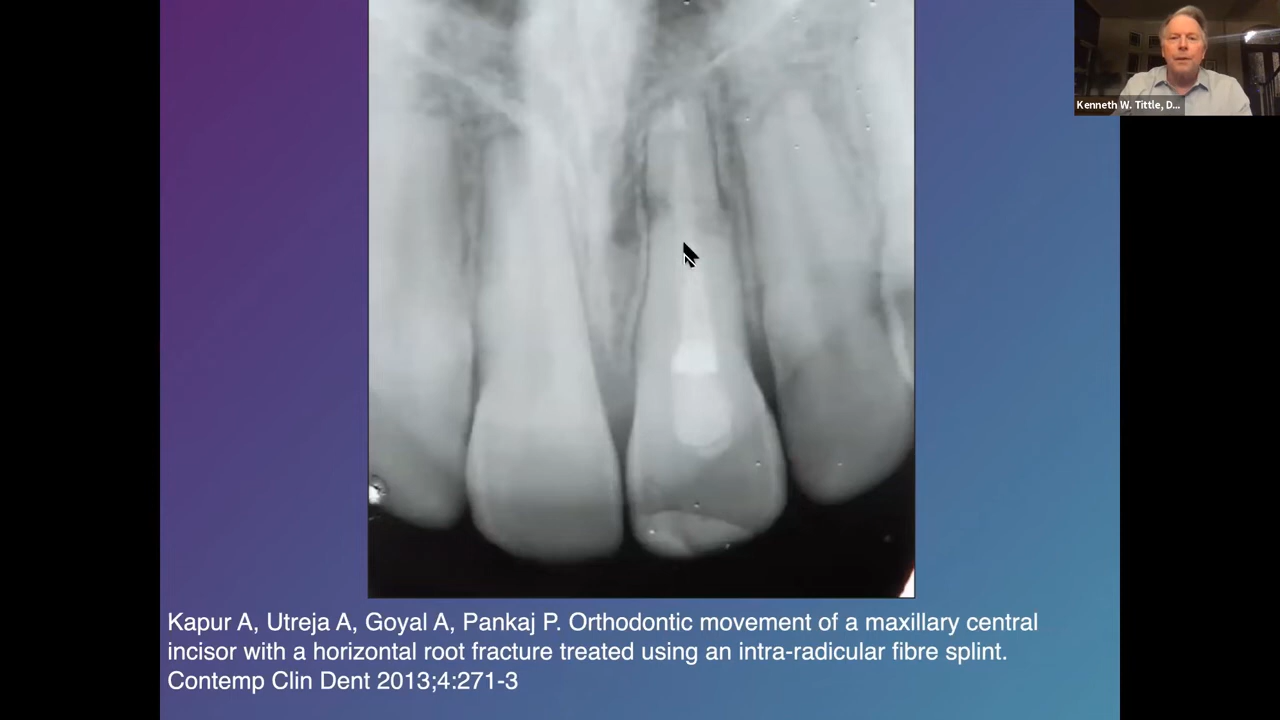 Kenneth W. Tittle, D...
Kapur A, Utreja A, Goyal A, Pankaj P. Orthodontic movement of a maxillary central
incisor with a horizontal root fracture treated using an intra-radicular fibre splint.
Contemp Clin Dent 2013;4:271-3